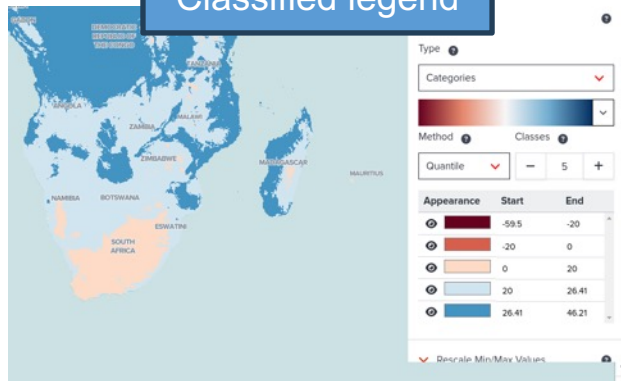 Classified legend
DEMOCRATIC
REPUBLIC OF
THE CONGO
TANZANIA
ANGOLA
ZAMBIA
MALAWI
ZIMBABWE
MADAGASCAR
MAURITIUS
NAMIBIA
BOTSWANA
ESWATINI
SOUTH
AFRICA
Type
Categories
Method Classes
Quantile − 5 +
Appearance Start End
-59.5 -20
-20 0
0 20
20 26.41
26.41 46.21
Rescale Min/Max Values